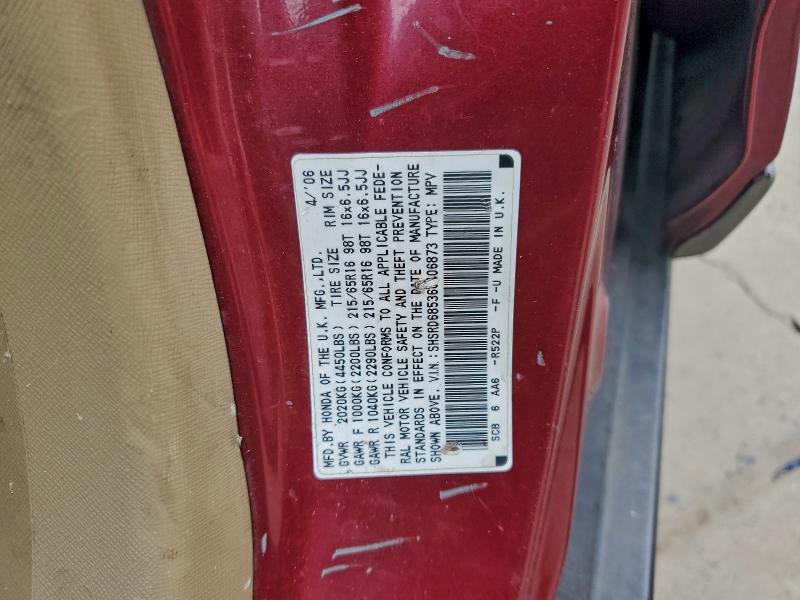 MFD.BY HONDA OF THE U.K. MFG.,LTD. 4/'06
GVWR 2020KG(4450LBS) TIRE SIZE RIM SIZE
GAWR F 1000KG(2200LBS) 215/65R16 98T 16x6.5JJ
GAWR R 1040KG(2290LBS) 215/65R16 98T 16x6.5JJ
THIS VEHICLE CONFORMS TO ALL APPLICABLE FEDE-
RAL MOTOR VEHICLE SAFETY AND THEFT PREVENTION
STANDARDS IN EFFECT ON THE DATE OF MANUFACTURE
SHOWN ABOVE. V.I.N.: TYPE: MPV
SCB 6 AA6 -R522P -F -U MADE IN U.K.